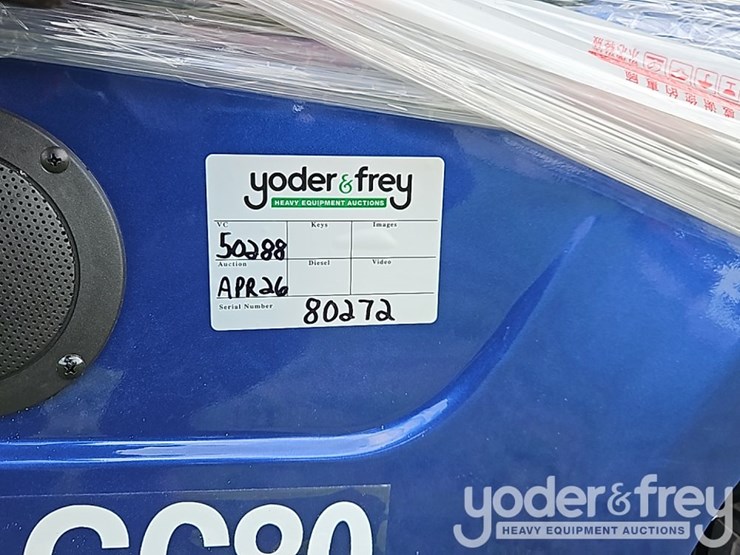 yoder & frey
HEAVY EQUIPMENT AUCTIONS
VC Keys Images
50288
Auction Diesel Video
APR26
Serial Number 80272
GC80
yoder & frey
HEAVY EQUIPMENT AUCTIONS